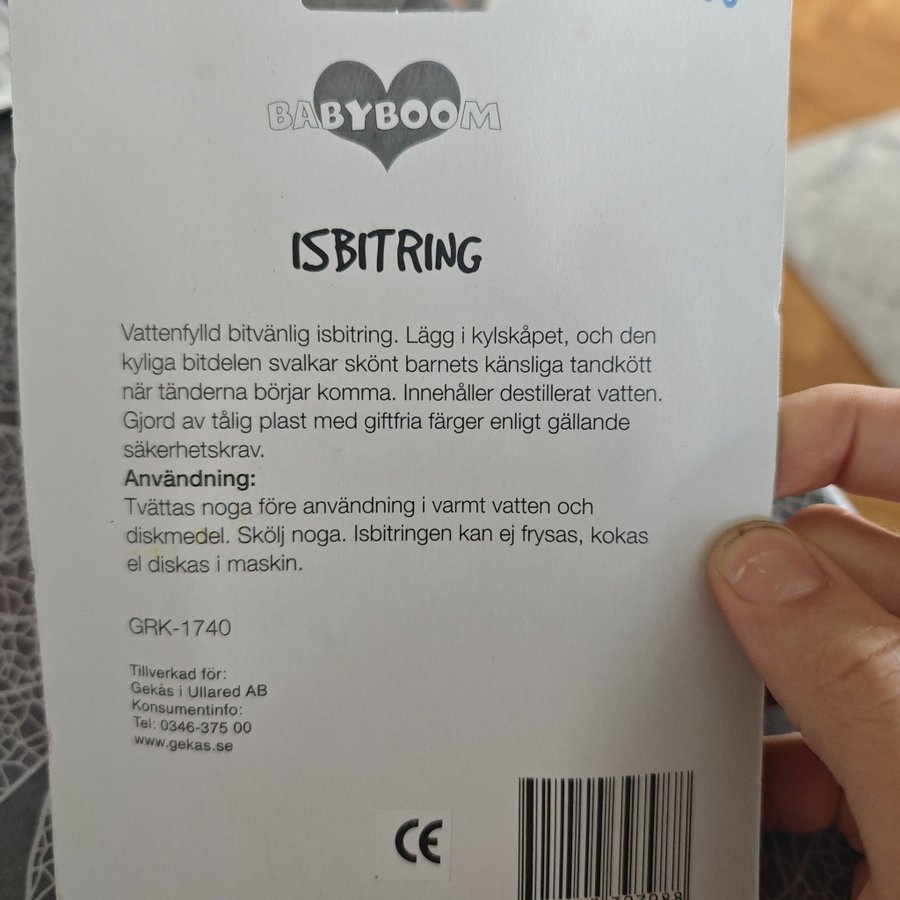 BABYBOOM
ISBITRING
Vattenfylld bitvänlig isbitring. Lägg i kylskåpet, och den
kyliga bitdelen svalkar skönt barnets känsliga tandkött
när tänderna börjar komma. Innehåller destillerat vatten.
Gjord av tålig plast med giftfria färger enligt gällande
säkerhetskrav.
Användning:
Tvättas noga före användning i varmt vatten och
diskmedel. Skölj noga. Isbitringen kan ej frysas, kokas
el diskas i maskin.
GRK-1740
Tillverkad för:
Gekås i Ullared AB
Konsumentinfo:
Tel: 0346-375 00
www.gekas.se
CE